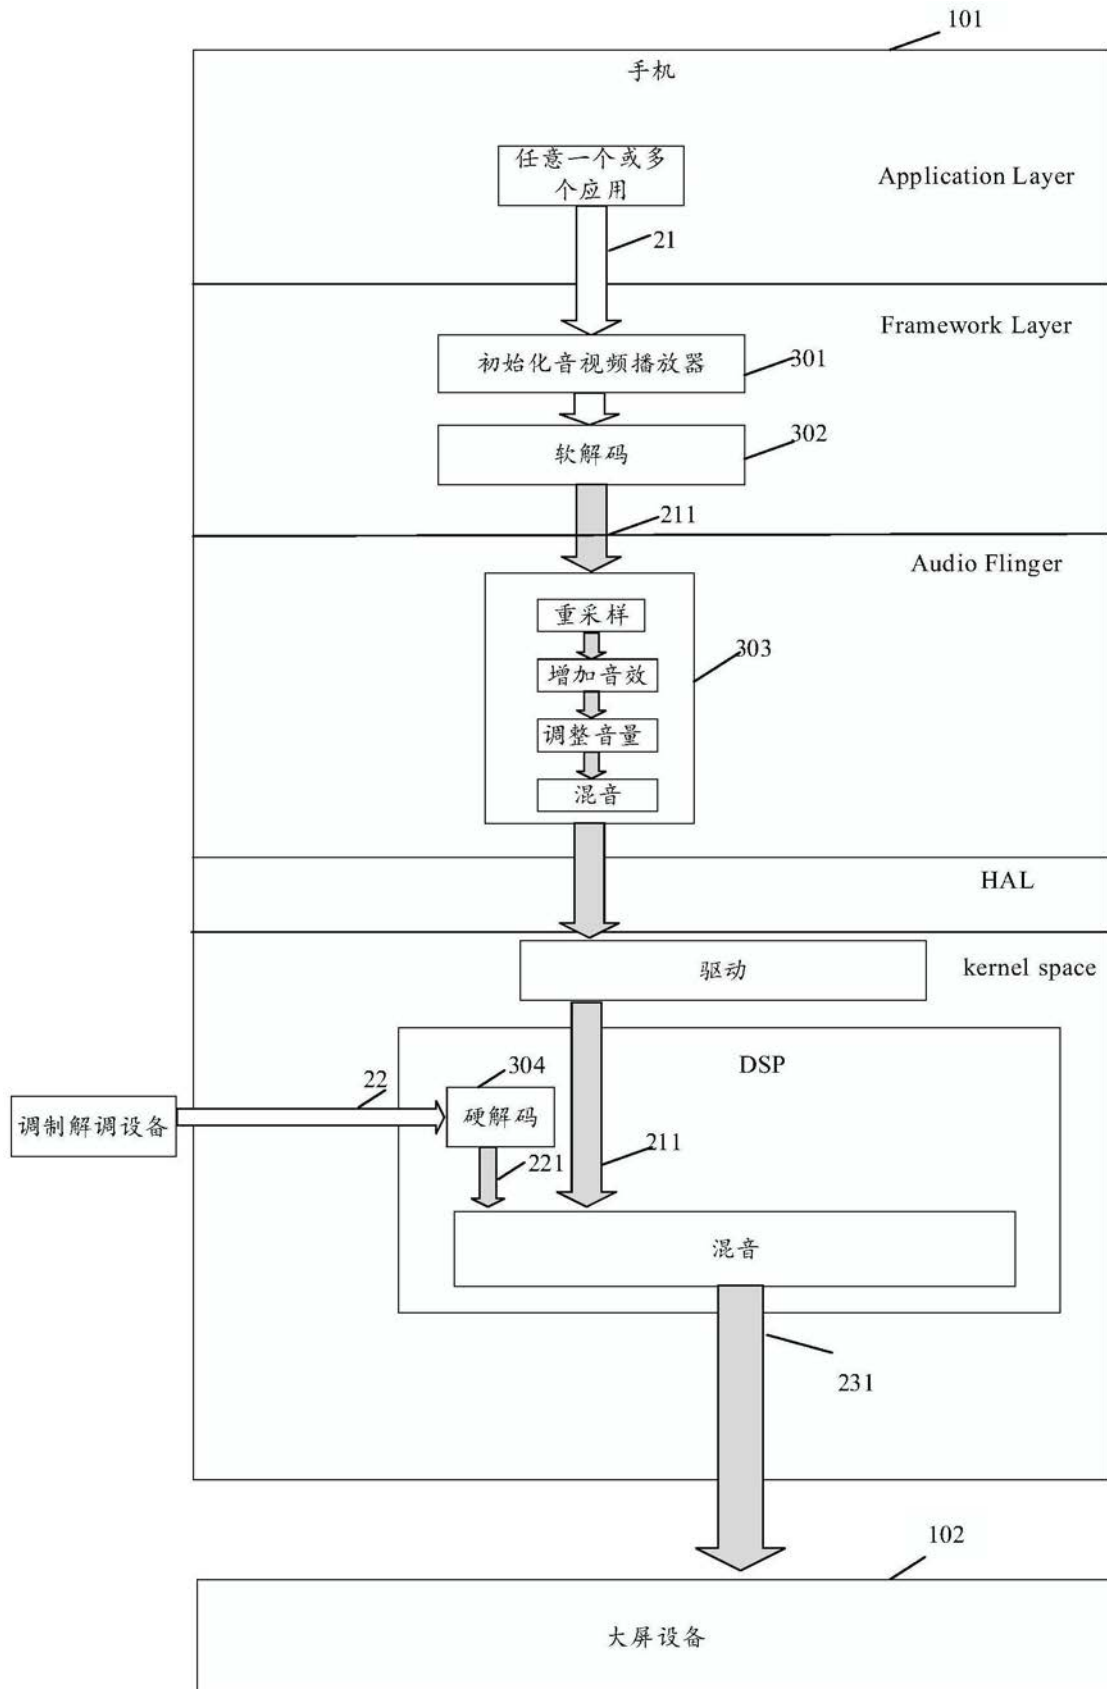 101
手机
任意一个或多
个应用
Application Layer
21
Framework Layer
初始化音视频播放器
301
软解码
302
211
Audio Flinger
重采样
303
增加音效
调整音量
混音
HAL
驱动
kernel space
DSP
304
22
硬解码
调制解调设备
211
221
混音
231
102
大屏设备